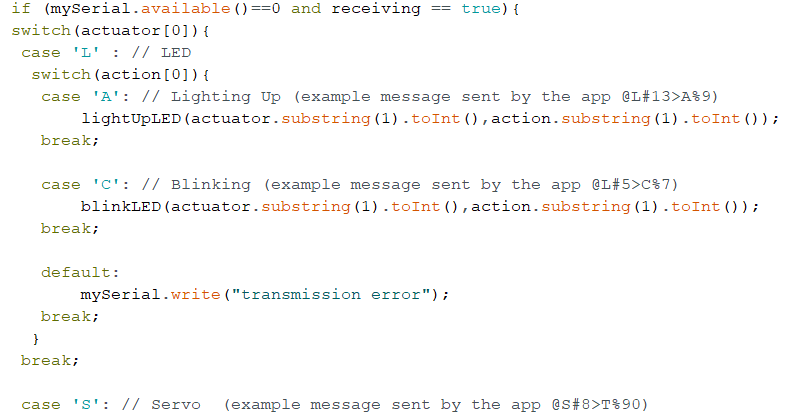 if (mySerial.available()==0 and receiving == true){
switch(actuator[0]){
case 'L' : // LED
switch(action[0]){
case 'A': // Lighting Up (example message sent by the app @L#13>A%9)
lightUpLED(actuator.substring(1).toInt(),action.substring(1).toInt());
break;
case 'C': // Blinking (example message sent by the app @L#5>C%7)
blinkLED(actuator.substring(1).toInt(),action.substring(1).toInt());
break;
default:
mySerial.write("transmission error");
break;
}
break;
case 'S': // Servo  (example message sent by the app @S#8>T%90)